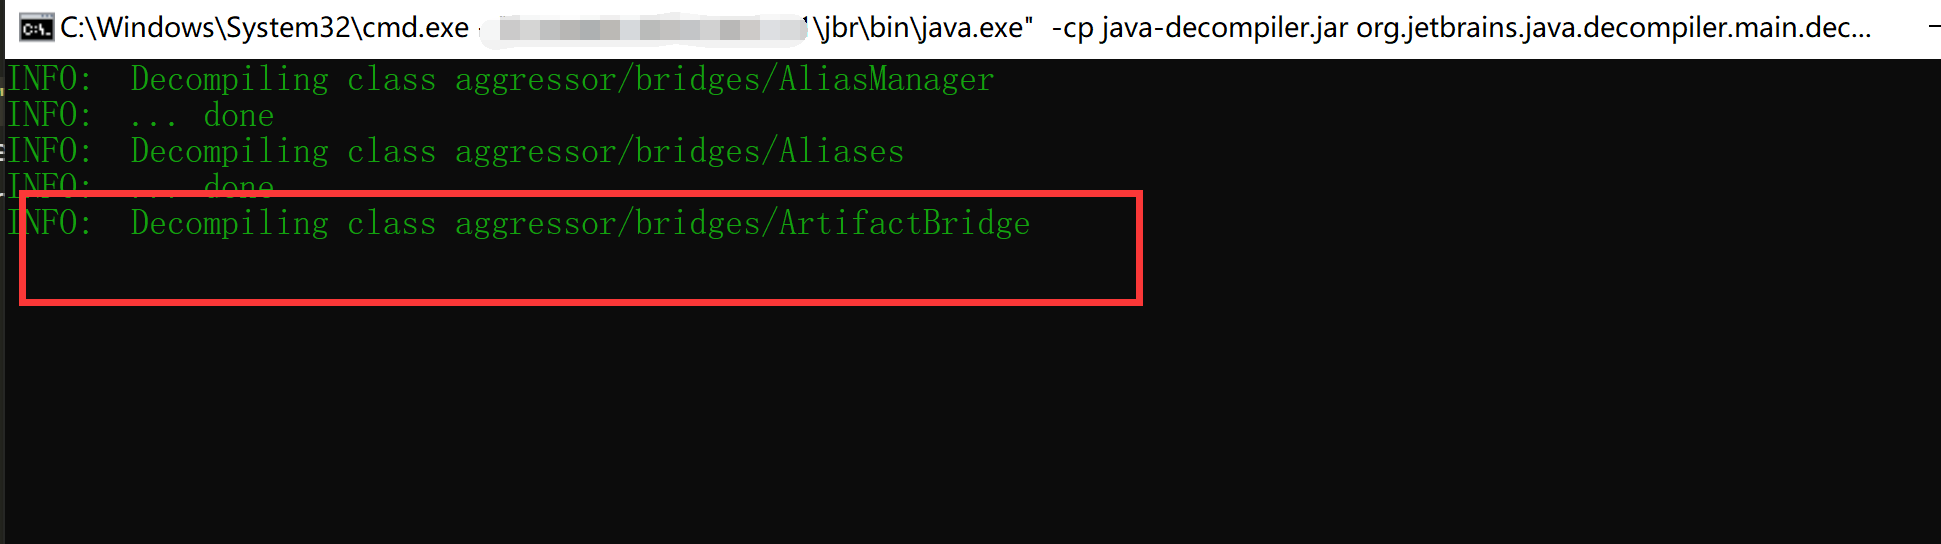 C:\Windows\System32\cmd.exe - \jbr\bin\java.exe" -cp java-decompiler.jar org.jetbrains.java.decompiler.main.dec...
INFO: Decompiling class aggressor/bridges/AliasManager
INFO: ... done
INFO: Decompiling class aggressor/bridges/Aliases
INFO: ... done
INFO: Decompiling class aggressor/bridges/ArtifactBridge